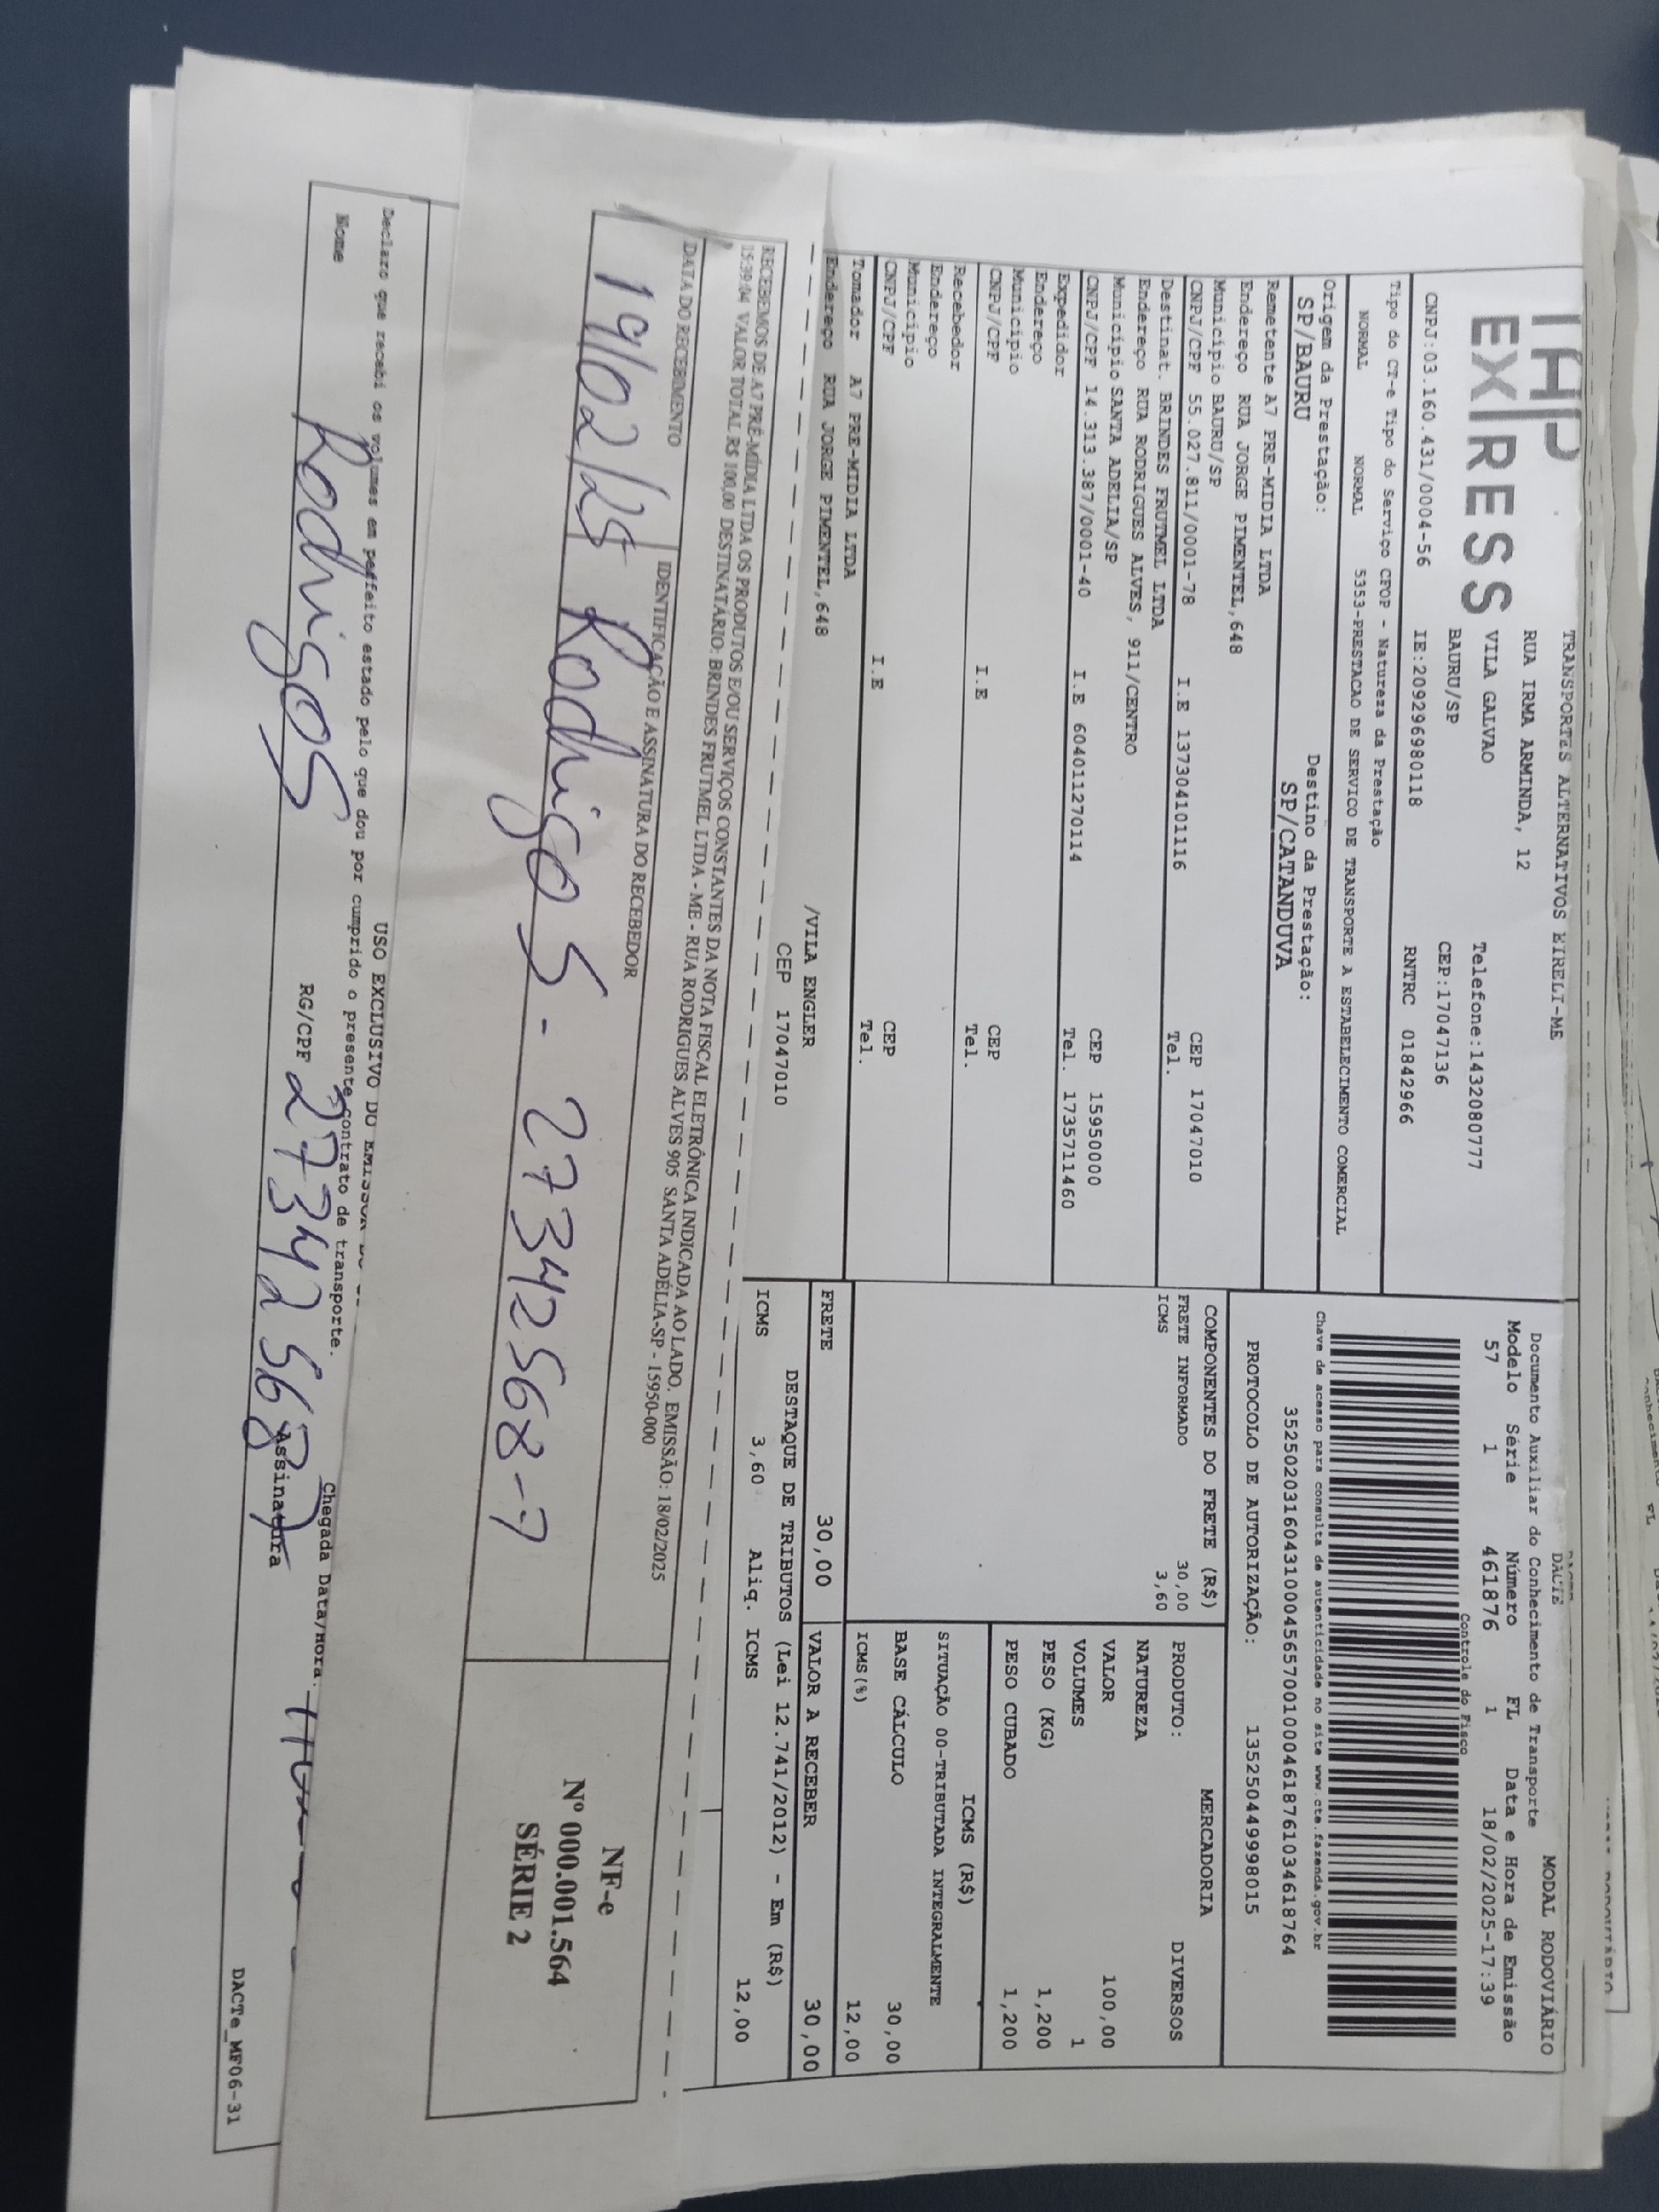 THP
EXPRESS
TRANSPORTES ALTERNATIVOS EIRELI-ME
RUA IRMA ARMINDA, 12
VILA GALVAO Telefone:1432080777
BAURU/SP CEP:17047136
CNPJ:03.160.431/0004-56 IE:209296980118 RNTRC 01842966
Tipo do CT-e Tipo do Serviço CFOP - Natureza da Prestação
NORMAL NORMAL 5353-PRESTACAO DE SERVICO DE TRANSPORTE A ESTABELECIMENTO COMERCIAL
Origem da Prestação: Destino da Prestação:
SP/BAURU SP/CATANDUVA
DACTE MODAL RODOVIÁRIO
Documento Auxiliar do Conhecimento de Transporte
Modelo Série Número FL Data e Hora de Emissão
57 1 461876 1 18/02/2025-17:39
Controle do Fisco
Chave de acesso para consulta de autenticidade no site www.cte.fazenda.gov.br
35250203160431000456570010004618761034618764
PROTOCOLO DE AUTORIZAÇÃO: 135250449998015
Remetente A7 PRE-MIDIA LTDA
Endereço RUA JORGE PIMENTEL,648
Município BAURU/SP CEP 17047010
CNPJ/CPF 55.027.811/0001-78 I.E 137304101116 Tel.
Destinat. BRINDES FRUTMEL LTDA
Endereço RUA RODRIGUES ALVES, 911/CENTRO
Município SANTA ADELIA/SP CEP 15950000
CNPJ/CPF 14.313.387/0001-40 I.E 604011270114 Tel. 1735711460
Expedidor
Endereço
Município CEP
CNPJ/CPF I.E Tel.
Recebedor
Endereço
Município CEP
CNPJ/CPF I.E Tel.
Tomador A7 PRE-MIDIA LTDA
Endereço RUA JORGE PIMENTEL,648 /VILA ENGLER
CEP 17047010
COMPONENTES DO FRETE (R$)
FRETE INFORMADO 30,00
ICMS 3,60
MERCADORIA
PRODUTO: DIVERSOS
NATUREZA
VALOR 100,00
VOLUMES 1
PESO (KG) 1,200
PESO CUBADO 1,200
ICMS (R$)
SITUAÇÃO 00-TRIBUTADA INTEGRALMENTE
BASE CÁLCULO 30,00
ICMS(%) 12,00
FRETE 30,00 VALOR A RECEBER 30,00
DESTAQUE DE TRIBUTOS (Lei 12.741/2012) - Em (R$)
ICMS 3,60 Aliq. ICMS 12,00
RECEBEMOS DE A7 PRÉ-MÍDIA LTDA OS PRODUTOS E/OU SERVIÇOS CONSTANTES DA NOTA FISCAL ELETRÔNICA INDICADA AO LADO. EMISSÃO: 18/02/2025
15:39:04 VALOR TOTAL R$ 100,00 DESTINATÁRIO: BRINDES FRUTMEL LTDA - ME - RUA RODRIGUES ALVES 905 SANTA ADÉLIA-SP - 15950-000
DATA DO RECEBIMENTO IDENTIFICAÇÃO E ASSINATURA DO RECEBEDOR
19/02/25 Rodrigo S - 27342568-7
NF-e
Nº 000.001.564
SÉRIE 2
USO EXCLUSIVO DO EMISSOR
Declaro que recebi os volumes em perfeito estado pelo que dou por cumprido o presente contrato de transporte.
Chegada Data/Hora:
Nome Rodrigo S RG/CPF 27342568-7 Assinatura
DACTe_MF06-31